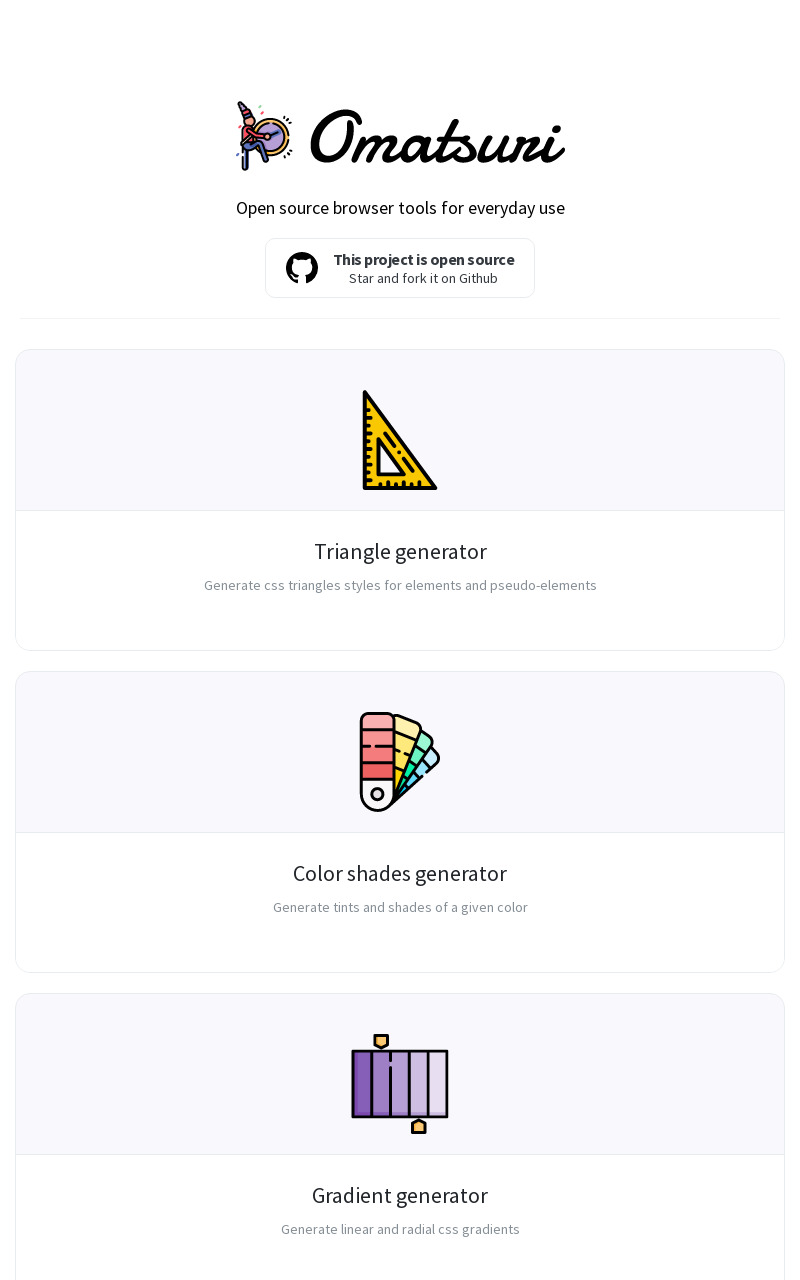 Omatsuri
Open source browser tools for everyday use
This project is open source
Star and fork it on Github
Triangle generator
Generate css triangles styles for elements and pseudo-elements
Color shades generator
Generate tints and shades of a given color
Gradient generator
Generate linear and radial css gradients